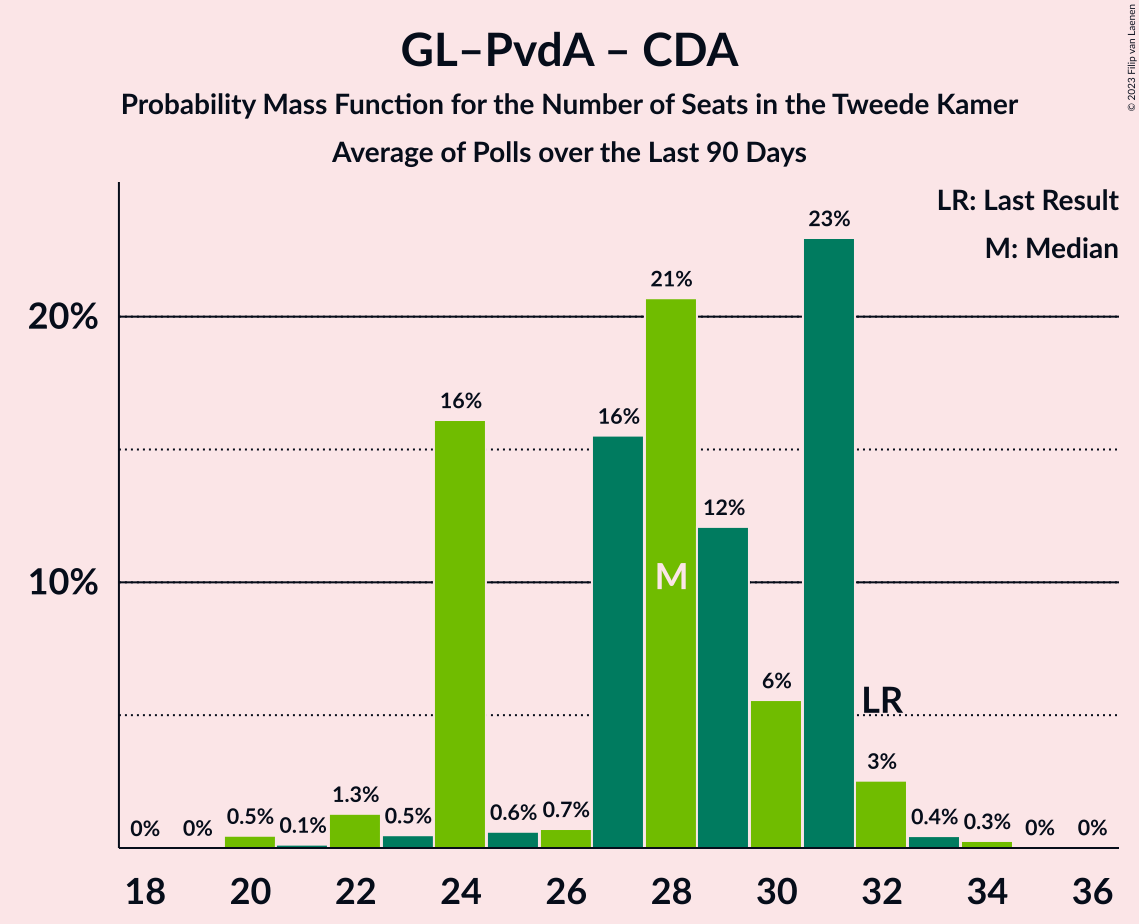 GL–PvdA – CDA
Probability Mass Function for the Number of Seats in the Tweede Kamer
Average of Polls over the Last 90 Days
© 2023 Filip van Laenen
LR: Last Result
M: Median
20%
10%
0%
0%
0.5%
0.1%
1.3%
0.5%
16%
0.6%
0.7%
16%
21%
12%
6%
23%
3%
0.4%
0.3%
0%
0%
M
LR
18 20 22 24 26 28 30 32 34 36